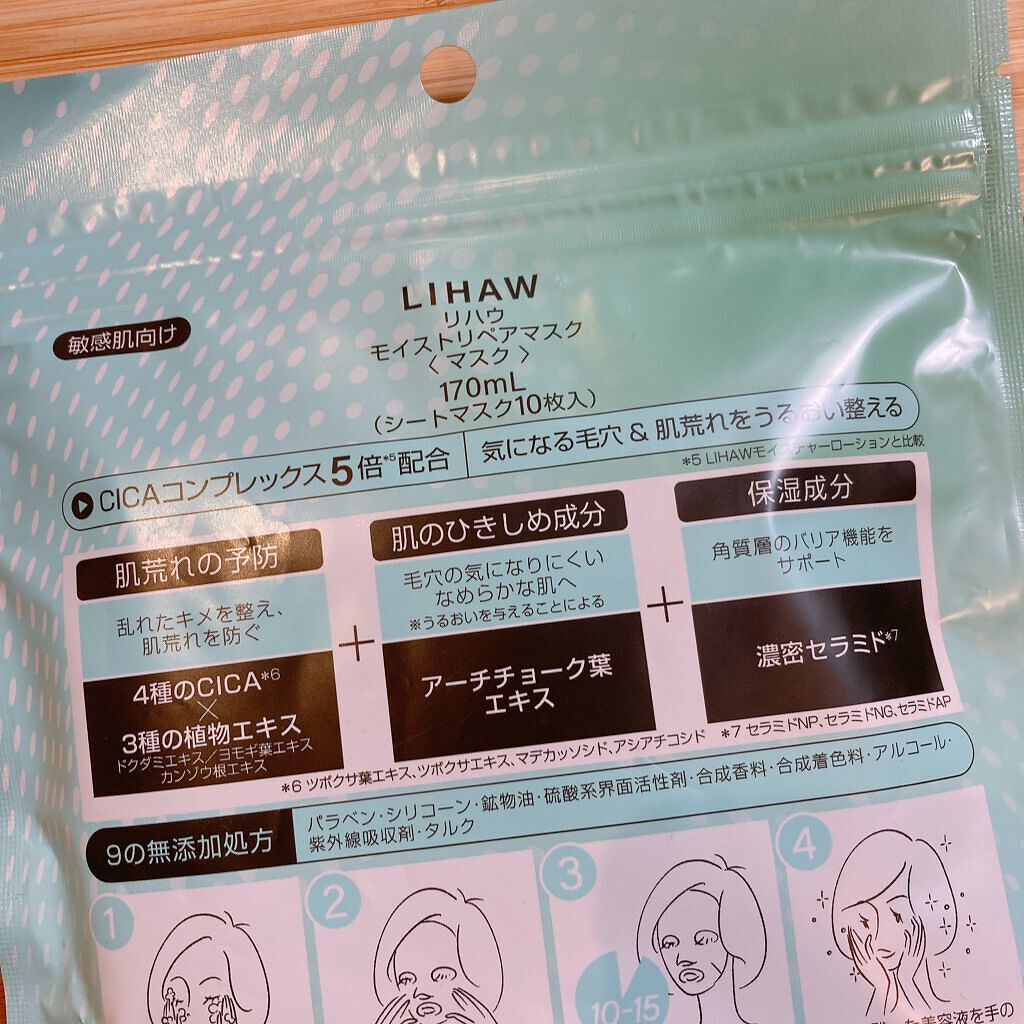 LIHAW
リハウ
敏感肌向け
モイストリペアマスク
〈 マスク 〉
170mL
(シートマスク10枚入)
CICAコンプレックス5倍*5配合
気になる毛穴 & 肌荒れをうるおい整える
*5 LIHAWモイスチャーローションと比較
肌荒れの予防
乱れたキメを整え、
肌荒れを防ぐ
4種のCICA*6
×
3種の植物エキス
ドクダミエキス/ヨモギ葉エキス
カンゾウ根エキス
+
肌のひきしめ成分
毛穴の気になりにくい
なめらかな肌へ
※うるおいを与えることによる
アーチチョーク葉
エキス
+
保湿成分
角質層のバリア機能を
サポート
濃密セラミド*7
*6 ツボクサ葉エキス、ツボクサエキス、マデカッソシド、アシアチコシド *7 セラミドNP、セラミドNG、セラミドAP
9の無添加処方
パラベン・シリコーン・鉱物油・硫酸系界面活性剤・合成香料・合成着色料・アルコール・
紫外線吸収剤・タルク
1
2
3
4
10-15
美容液を手の